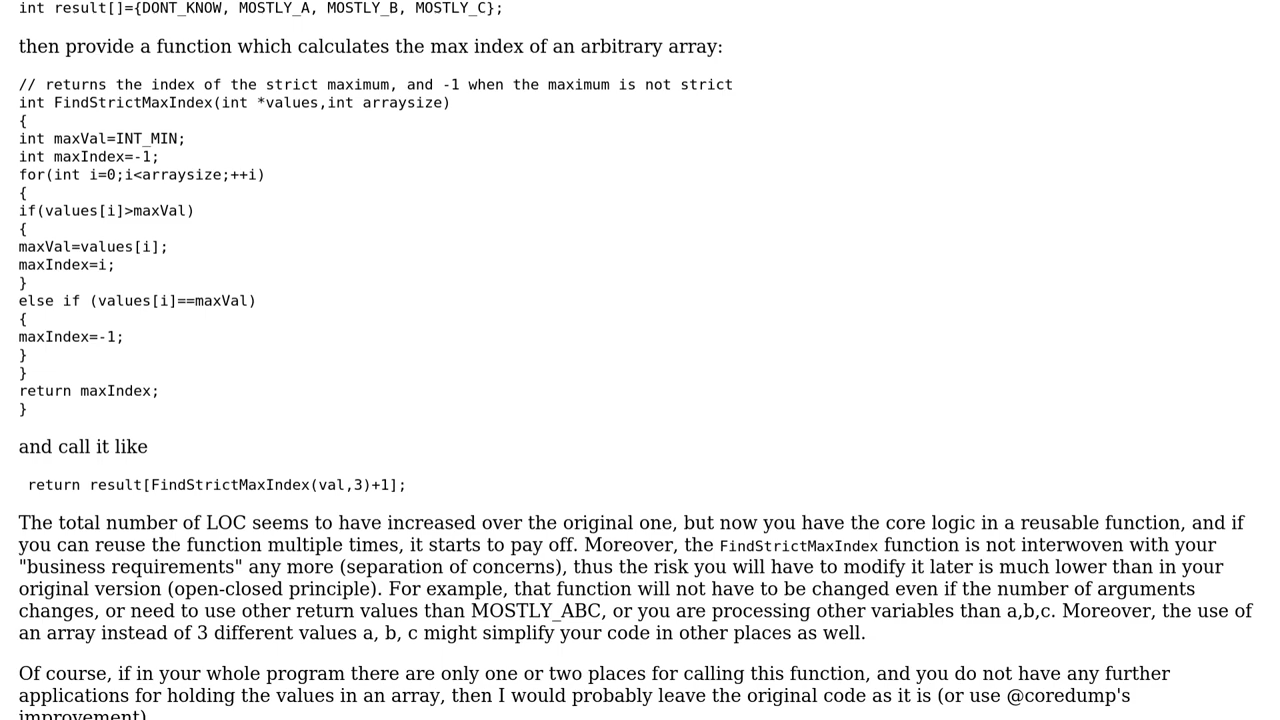 int result[]={DONT_KNOW, MOSTLY_A, MOSTLY_B, MOSTLY_C};
then provide a function which calculates the max index of an arbitrary array:
// returns the index of the strict maximum, and -1 when the maximum is not strict
int FindStrictMaxIndex(int *values,int arraysize)
{
int maxVal=INT_MIN;
int maxIndex=-1;
for(int i=0;i<arraysize;++i)
{
if(values[i]>maxVal)
{
maxVal=values[i];
maxIndex=i;
}
else if (values[i]==maxVal)
{
maxIndex=-1;
}
}
return maxIndex;
}
and call it like
return result[FindStrictMaxIndex(val,3)+1];
The total number of LOC seems to have increased over the original one, but now you have the core logic in a reusable function, and if
you can reuse the function multiple times, it starts to pay off. Moreover, the FindStrictMaxIndex function is not interwoven with your
"business requirements" any more (separation of concerns), thus the risk you will have to modify it later is much lower than in your
original version (open-closed principle). For example, that function will not have to be changed even if the number of arguments
changes, or need to use other return values than MOSTLY_ABC, or you are processing other variables than a,b,c. Moreover, the use of
an array instead of 3 different values a, b, c might simplify your code in other places as well.
Of course, if in your whole program there are only one or two places for calling this function, and you do not have any further
applications for holding the values in an array, then I would probably leave the original code as it is (or use @coredump's
improvement)